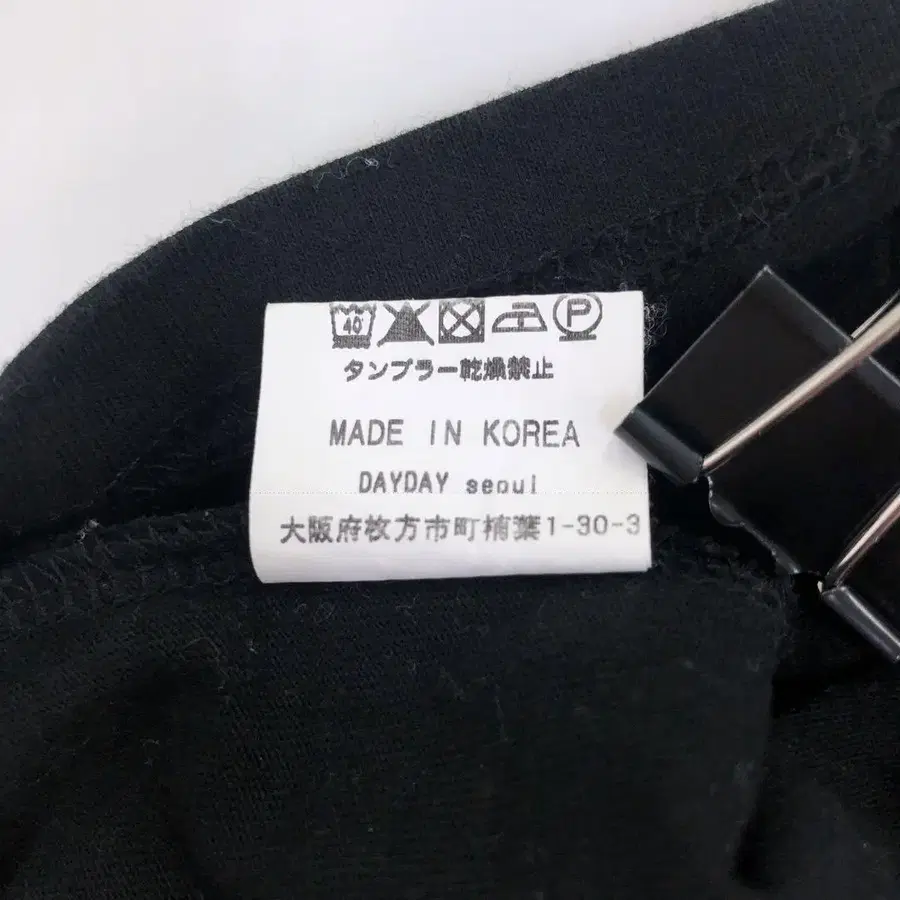 40
P
タンブラー乾燥禁止
MADE IN KOREA
DAYDAY seoul
大阪府枚方市町楠葉1-30-3